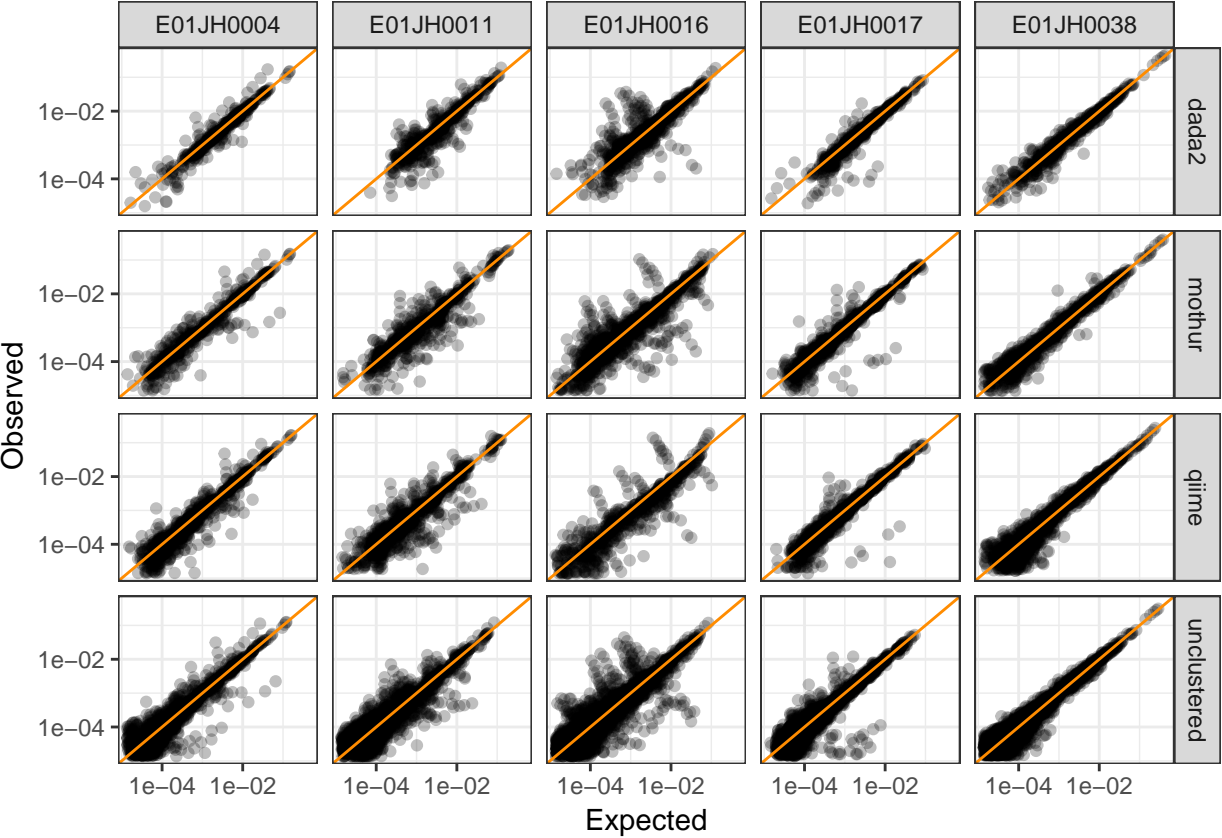 E01JH0004 E01JH0011 E01JH0016 E01JH0017 E01JH0038
1e−02
1e−04
dada2
1e−02
1e−04
mothur
1e−02
1e−04
qiime
1e−02
1e−04
unclustered
Observed
1e−04 1e−02 1e−04 1e−02 1e−04 1e−02 1e−04 1e−02 1e−04 1e−02
Expected